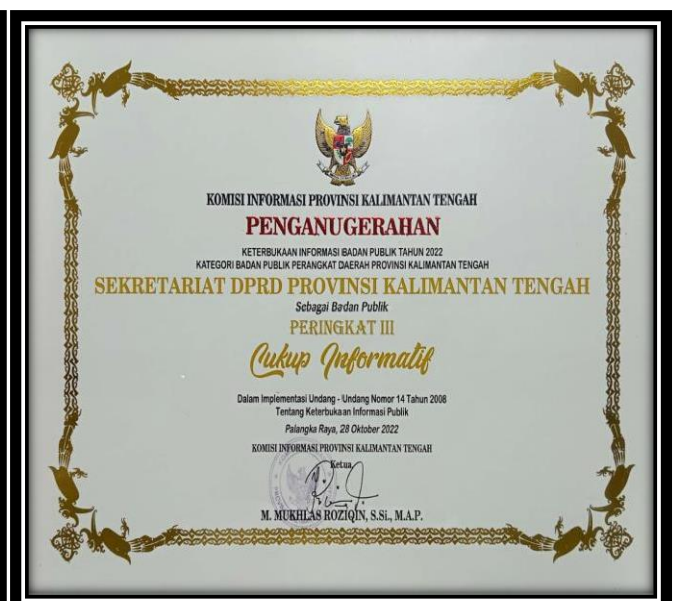 KOMISI INFORMASI PROVINSI KALIMANTAN TENGAH
PENGANUGERAHAN
KETERBUKAAN INFORMASI BADAN PUBLIK TAHUN 2022
KATEGORI BADAN PUBLIK PERANGKAT DAERAH PROVINSI KALIMANTAN TENGAH
SEKRETARIAT DPRD PROVINSI KALIMANTAN TENGAH
Sebagai Badan Publik
PERINGKAT III
Cukup Informatif
Dalam Implementasi Undang - Undang Nomor 14 Tahun 2008
Tentang Keterbukaan Informasi Publik
Palangka Raya, 28 Oktober 2022
KOMISI INFORMASI PROVINSI KALIMANTAN TENGAH
Ketua,
M. MUKHLAS ROZIQIN, S.Si., M.A.P.